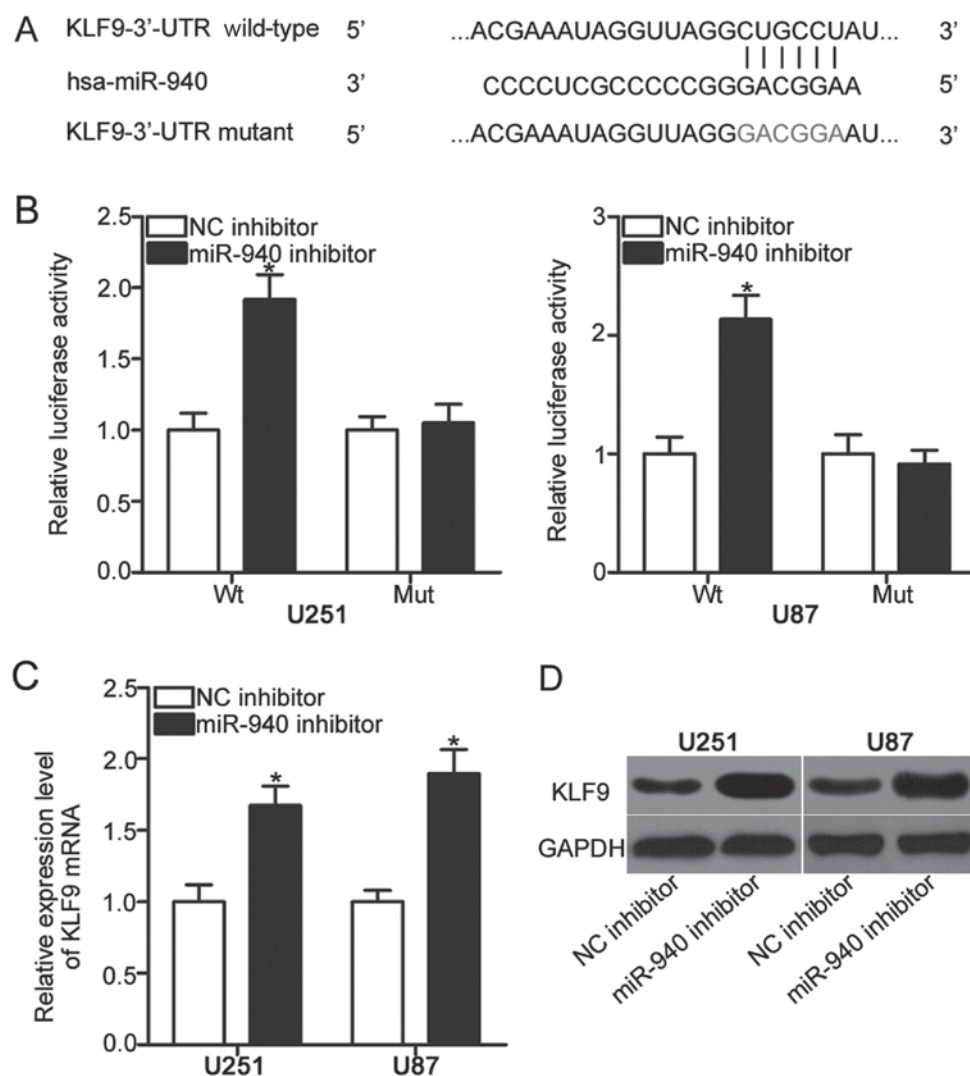 A
KLF9-3'-UTR wild-type 5' ...ACGAAAUAGGUUAGGCUGCCUAU... 3'
hsa-miR-940 3' CCCCUCGCCCCCGGGACGGAA 5'
KLF9-3'-UTR mutant 5' ...ACGAAAUAGGUUAGGGACGGAAU... 3'
B
NC inhibitor
miR-940 inhibitor
Relative luciferase activity
2.5
2.0
1.5
1.0
0.5
0.0
*
Wt Mut
U251
NC inhibitor
miR-940 inhibitor
Relative luciferase activity
3
2
1
0
*
Wt Mut
U87
C
NC inhibitor
miR-940 inhibitor
Relative expression level
of KLF9 mRNA
2.5
2.0
1.5
1.0
0.5
0.0
* *
U251 U87
D
U251 U87
KLF9
GAPDH
NC inhibitor
miR-940 inhibitor
NC inhibitor
miR-940 inhibitor